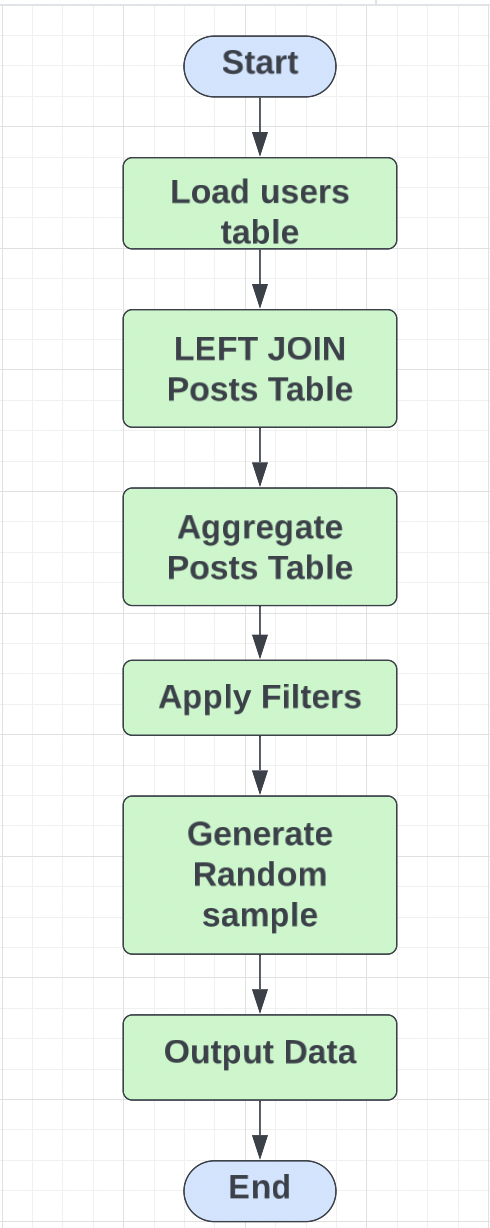 Start
Load users
table
LEFT JOIN
Posts Table
Aggregate
Posts Table
Apply Filters
Generate
Random
sample
Output Data
End